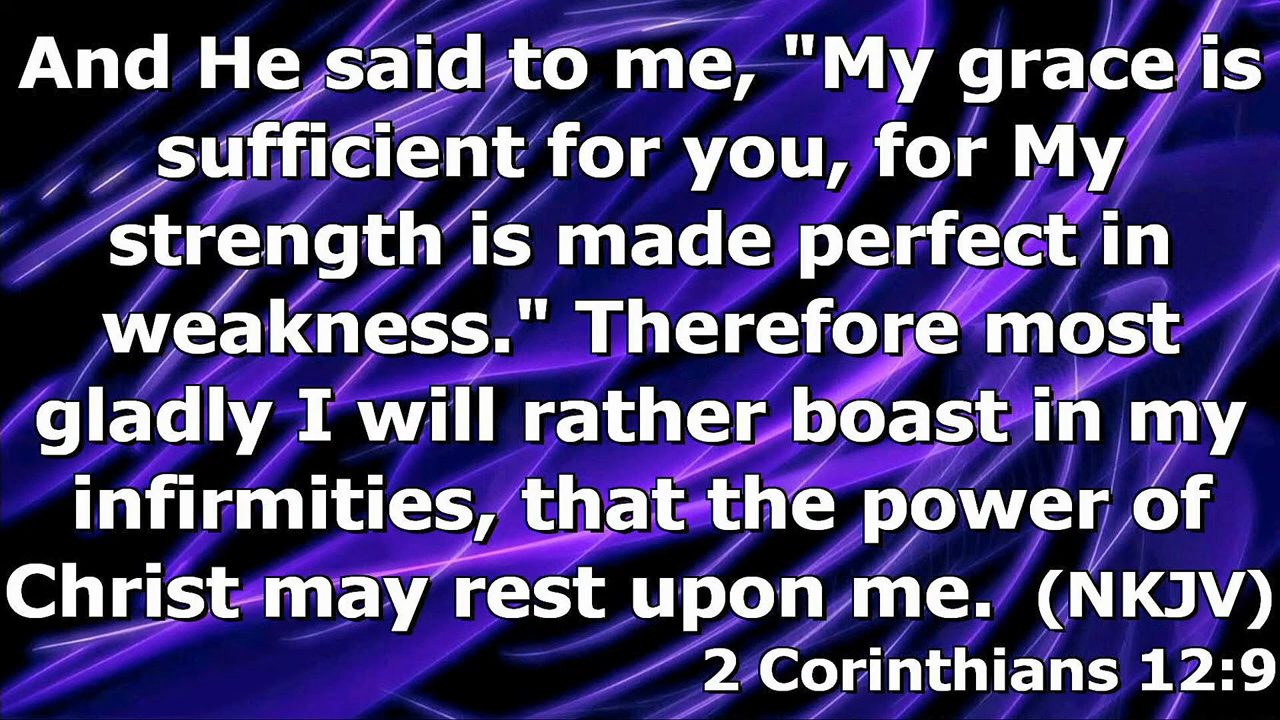 And He said to me, "My grace is
sufficient for you, for My
strength is made perfect in
weakness." Therefore most
gladly I will rather boast in my
infirmities, that the power of
Christ may rest upon me. (NKJV)
2 Corinthians 12:9